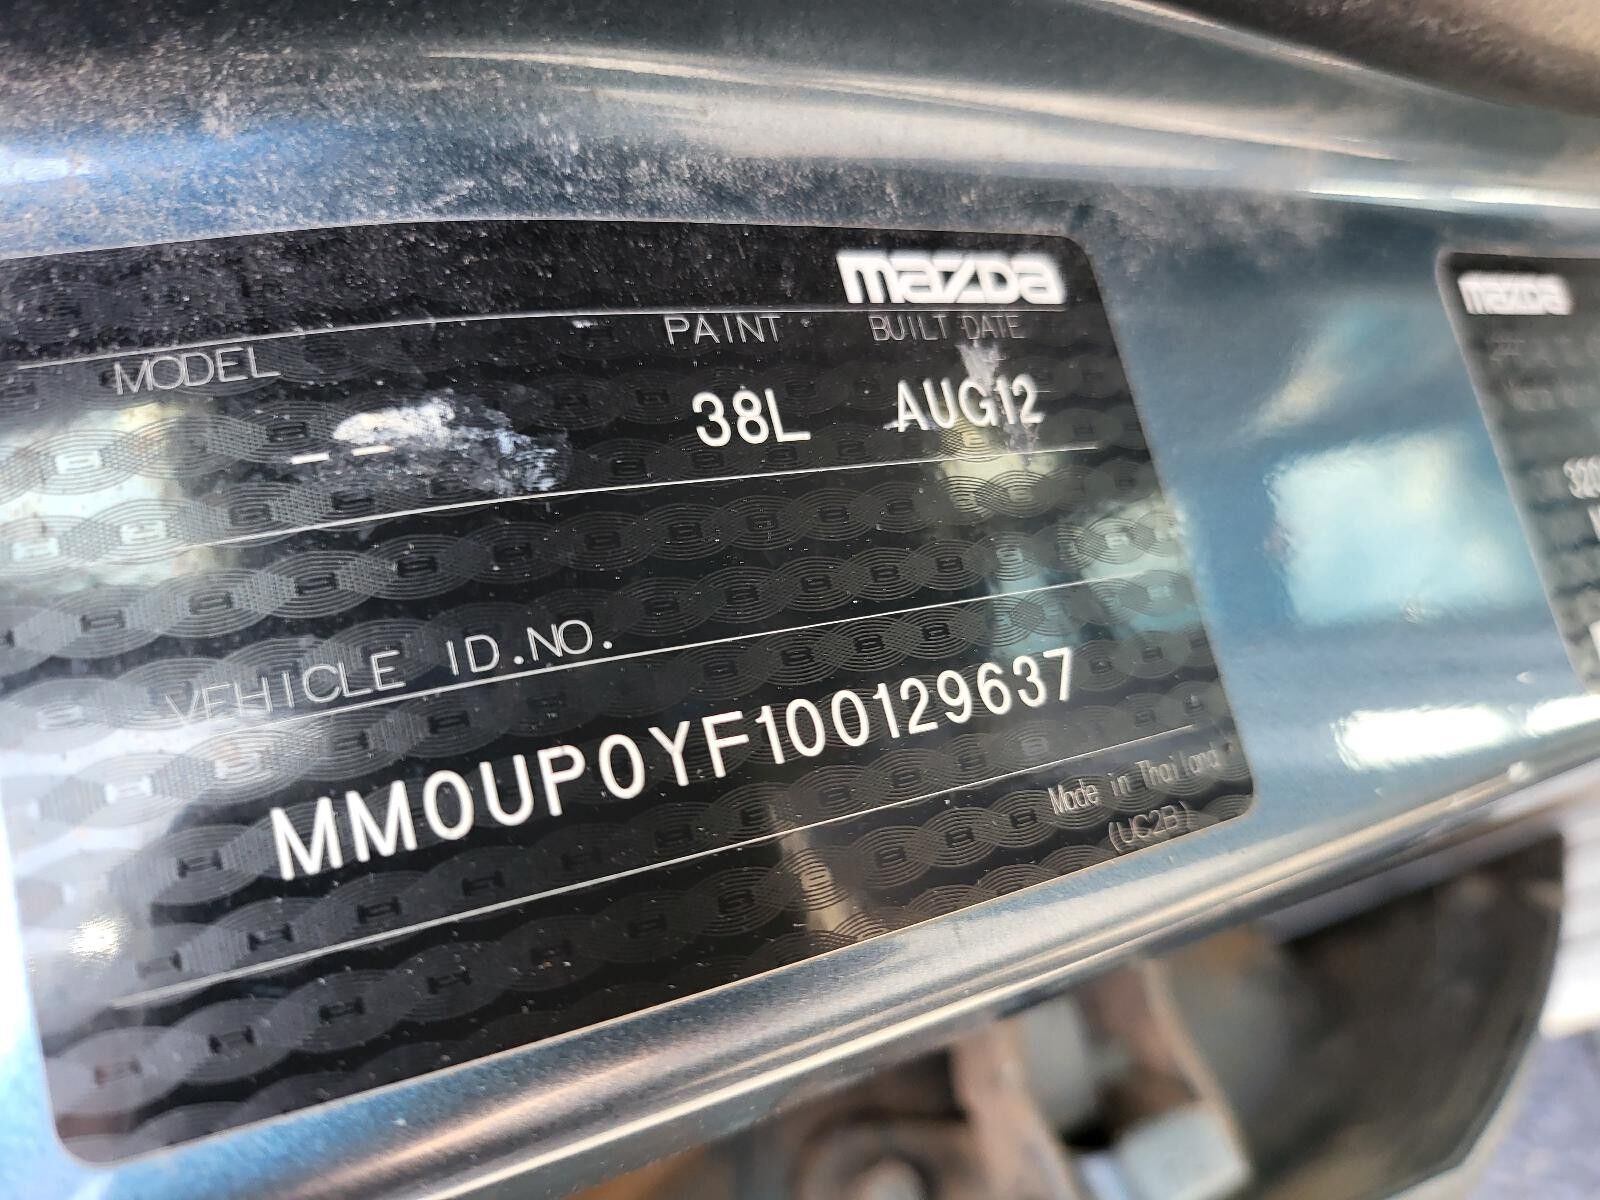 mazda
MODEL PAINT BUILT DATE
-- 38L AUG12
VEHICLE ID.NO.
MM0UP0YF100129637
Made in Thailand
(UC2B)
mazda